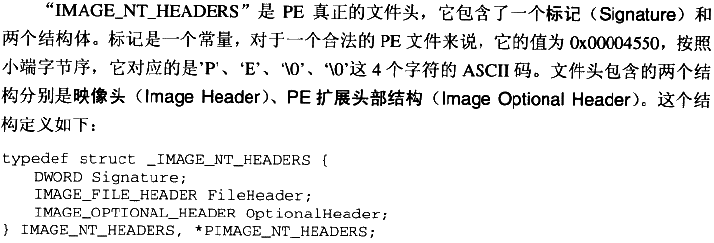 “IMAGE_NT_HEADERS”是 PE 真正的文件头，它包含了一个标记（Signature）和
两个结构体。标记是一个常量，对于一个合法的 PE 文件来说，它的值为 0x00004550，按照
小端字节序，它对应的是'P'、'E'、'\0'、'\0'这 4 个字符的 ASCII 码。文件头包含的两个结
构分别是映像头（Image Header）、PE 扩展头部结构（Image Optional Header）。这个结
构定义如下：
typedef struct _IMAGE_NT_HEADERS {
    DWORD Signature;
    IMAGE_FILE_HEADER FileHeader;
    IMAGE_OPTIONAL_HEADER OptionalHeader;
} IMAGE_NT_HEADERS, *PIMAGE_NT_HEADERS;